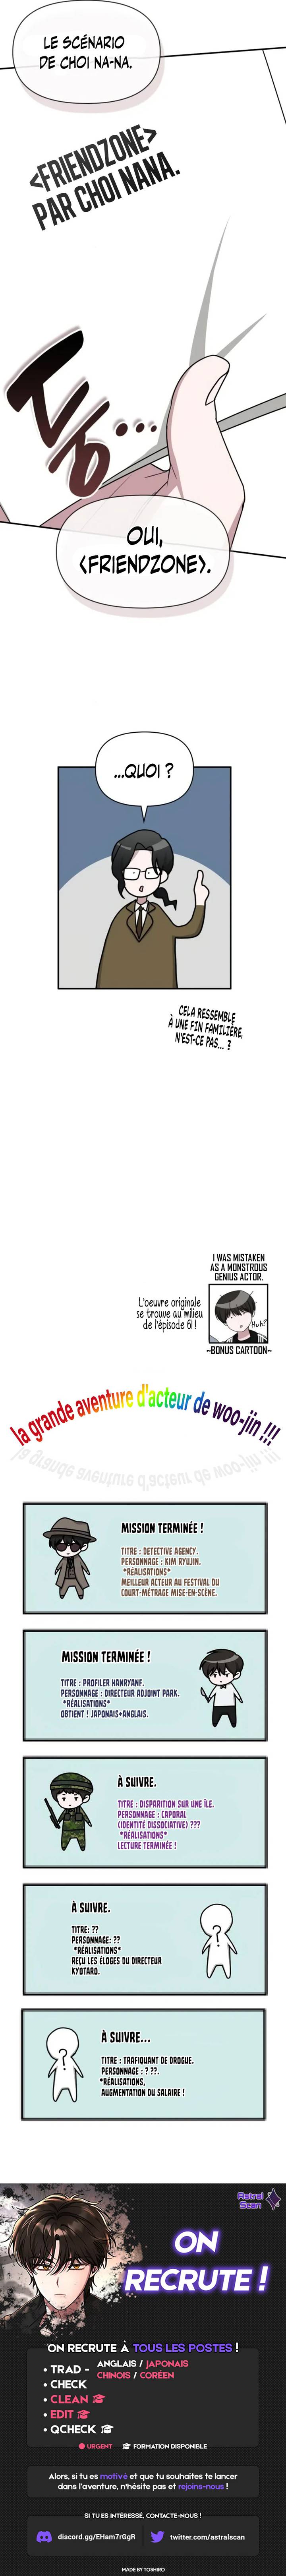 LE SCÉNARIO
DE CHOI NA-NA.
<FRIENDZONE>
PAR CHOI NANA.
OUI,
<FRIENDZONE>.
...QUOI ?
CELA RESSEMBLE
À UNE FIN FAMILIÈRE,
N'EST-CE PAS... ?
I WAS MISTAKEN
AS A MONSTROUS
GENIUS ACTOR.
L'oeuvre originale
se trouve au milieu
de l'épisode 61 !
Huh?
~BONUS CARTOON~
la grande aventure d'acteur de woo-jin !!!
MISSION TERMINÉE !
TITRE : DETECTIVE AGENCY.
PERSONNAGE : KIM RYUJIN.
*RÉALISATIONS*
MEILLEUR ACTEUR AU FESTIVAL DU
COURT-MÉTRAGE MISE-EN-SCÈNE.
MISSION TERMINÉE !
TITRE : PROFILER HANRYANF.
PERSONNAGE : DIRECTEUR ADJOINT PARK.
*RÉALISATIONS*
OBTIENT ! JAPONAIS+ANGLAIS.
À SUIVRE.
TITRE : DISPARITION SUR UNE ÎLE.
PERSONNAGE : CAPORAL
(IDENTITÉ DISSOCIATIVE) ???
*RÉALISATIONS*
LECTURE TERMINÉE !
À SUIVRE.
TITRE: ??
PERSONNAGE: ??
*RÉALISATIONS*
REÇU LES ÉLOGES DU DIRECTEUR
KYOTARO.
?
À SUIVRE...
TITRE : TRAFIQUANT DE DROGUE.
PERSONNAGE : ? ??.
*RÉALISATIONS,
AUGMENTATION DU SALAIRE !
?
Astral
Scan
ON
RECRUTE !
ON RECRUTE À TOUS LES POSTES !
• TRAD - ANGLAIS / JAPONAIS
CHINOIS / CORÉEN
• CHECK
• CLEAN
• EDIT
• QCHECK
URGENT FORMATION DISPONIBLE
Alors, si tu es motivé et que tu souhaites te lancer
dans l'aventure, n'hésite pas et rejoins-nous !
SI TU ES INTÉRESSÉ, CONTACTE-NOUS !
discord.gg/EHam7rGgR twitter.com/astralscan
MADE BY TOSHIRO